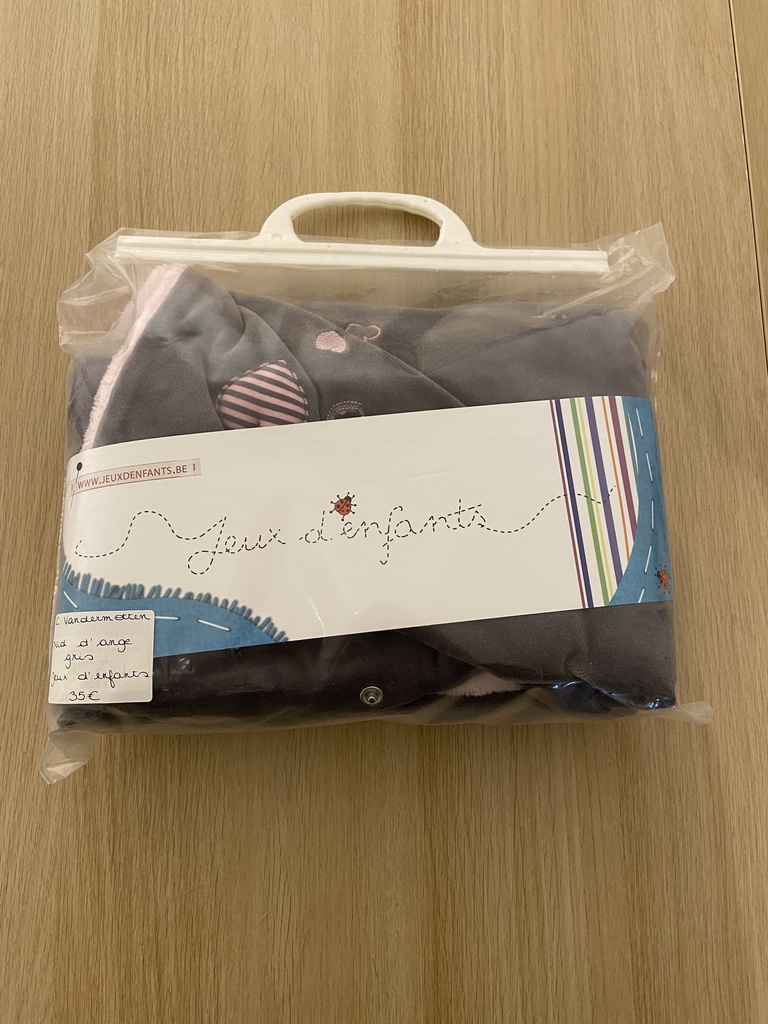 WWW.JEUXDENFANTS.BE
Jeux d'enfants
C. Vandermotten
Nid d'ange
gris
Jeux d'enfants
35€